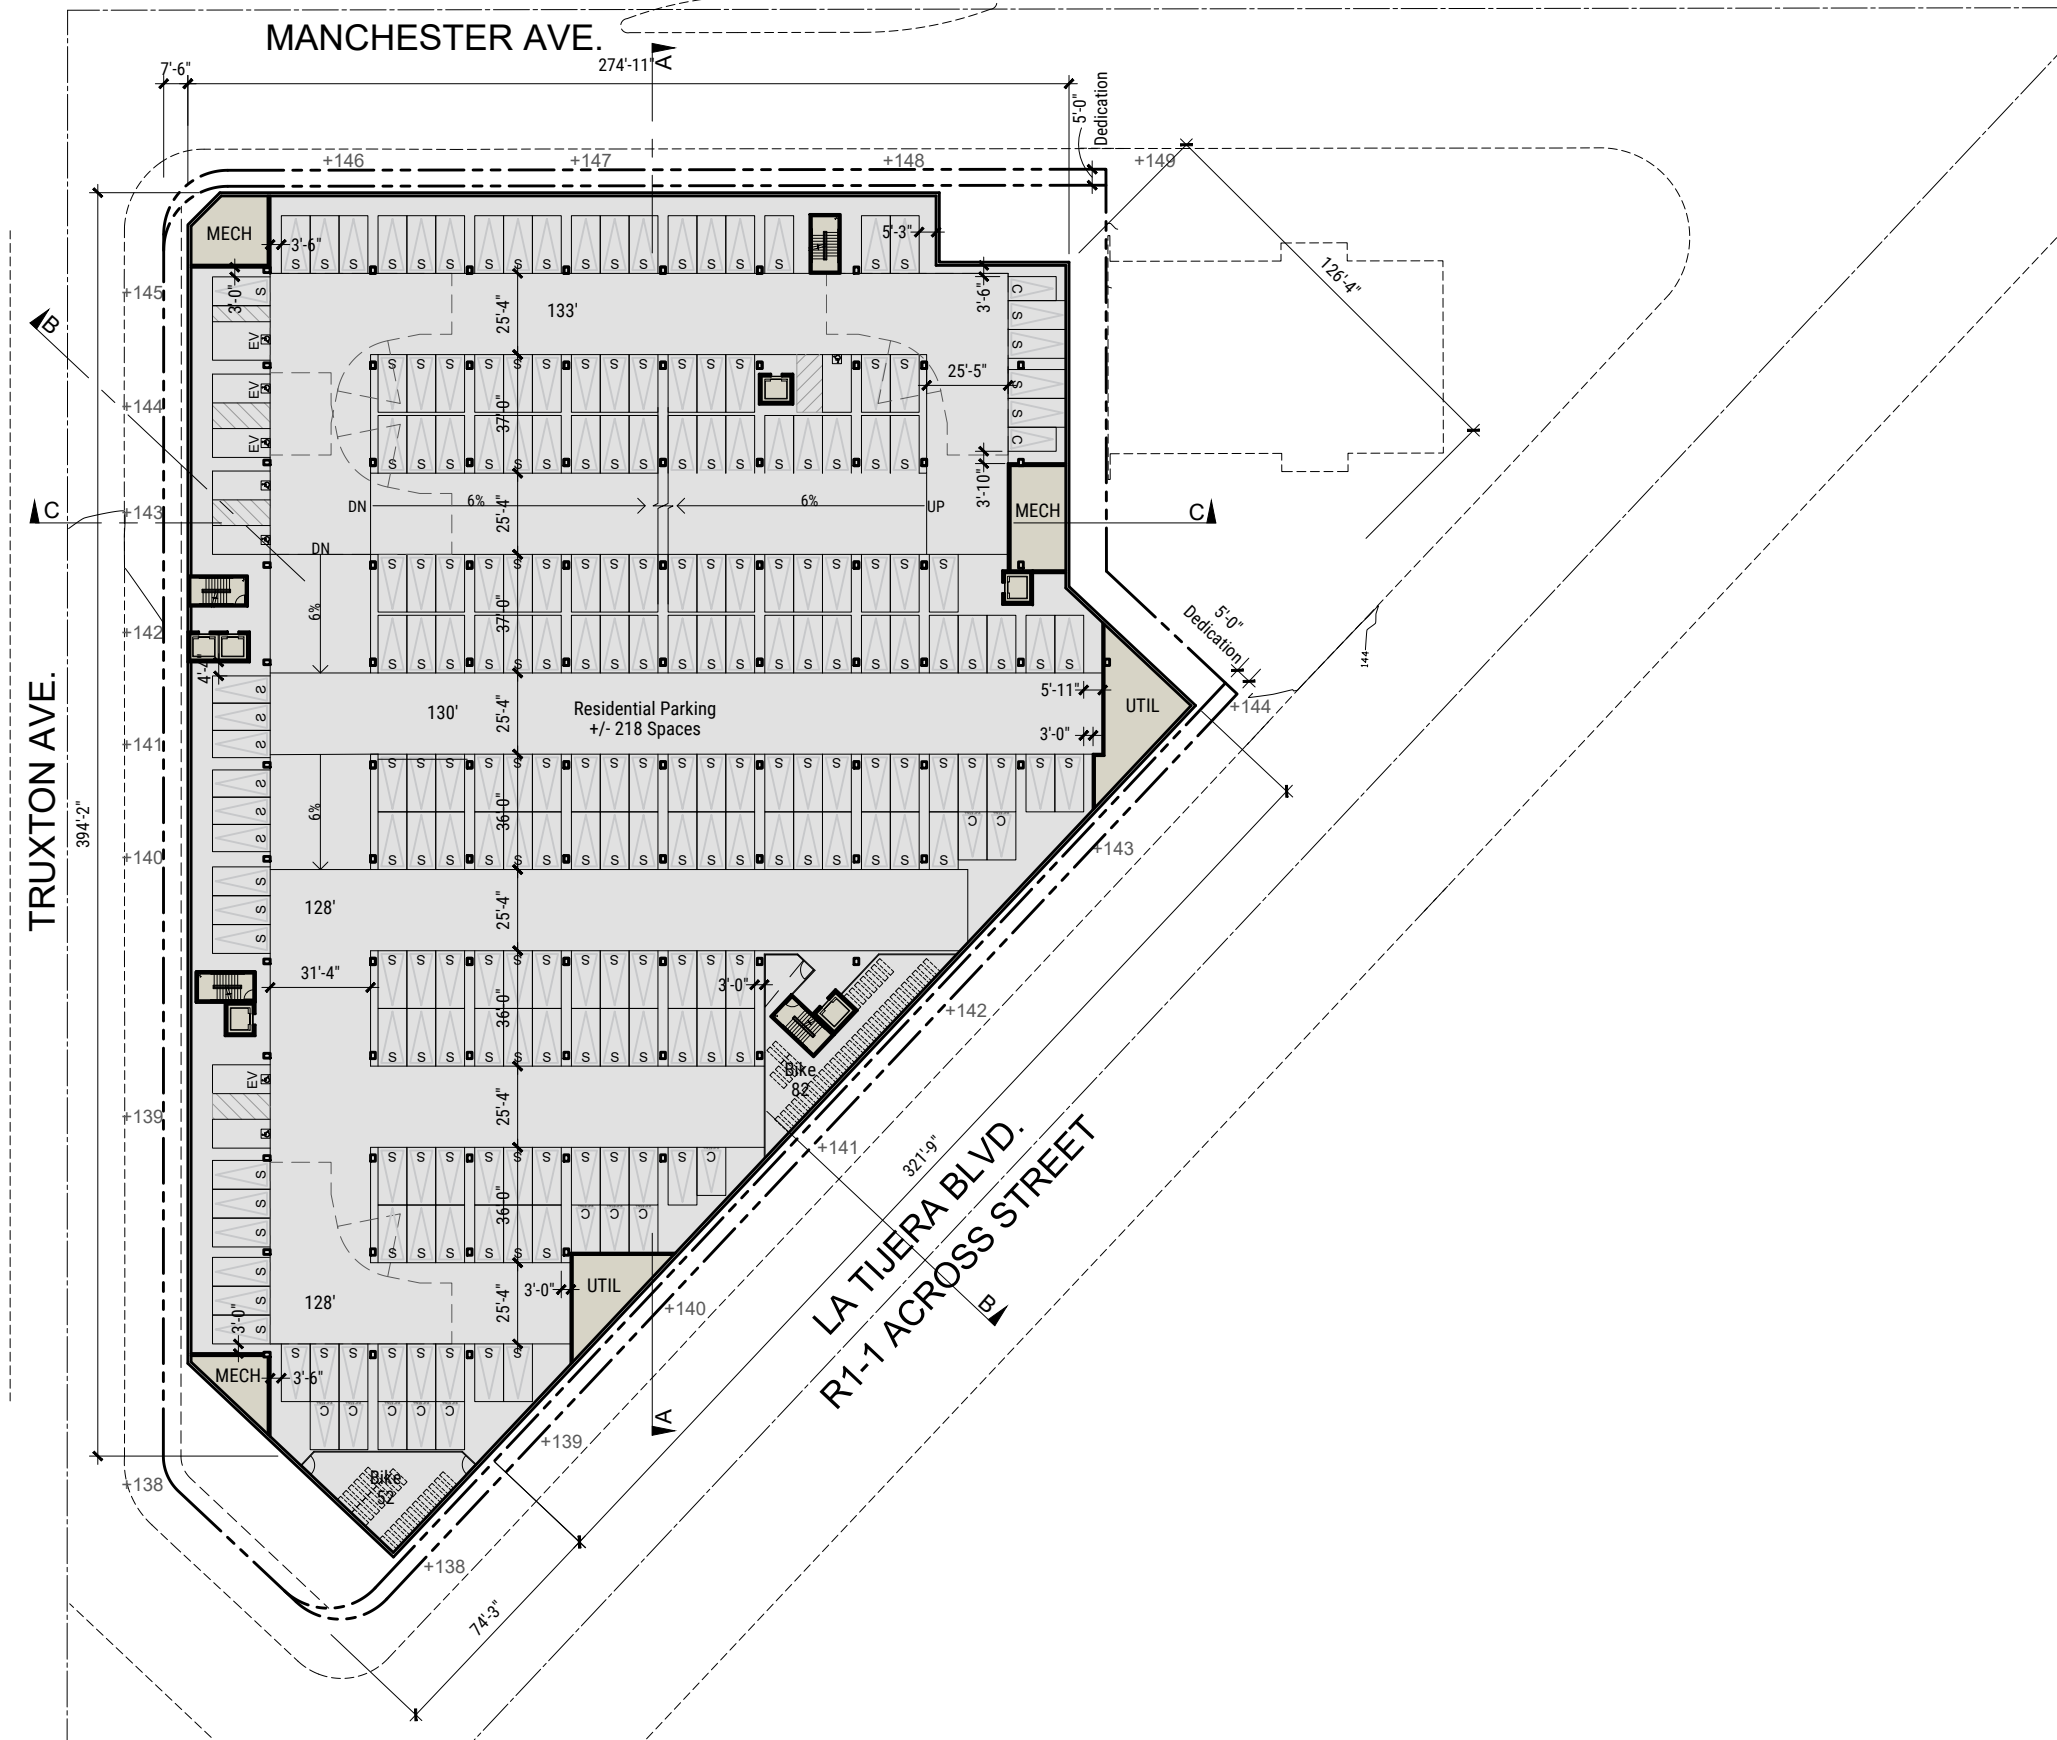 MANCHESTER AVE.
7'-6"
274'-11"
A
5'-0"
Dedication
+146
+147
+148
+149
MECH
3'-6"
S S S S S S S S S S S S S S S S S S
5'-3"
126'-4"
+145
S
3'-0"
25'-4"
133'
3'-6"
C
S
S
B
EV
S S S S S S S S S S S S S S S
25'-5"
S
EV
+144
37'-0"
S
EV
C
S S S S S S S S S S S S S S S S S S
3'-10"
C
+143
DN
6%
25'-4"
6%
UP
MECH
C
DN
S S S S S S S S S S S S S S S S S S S
6%
37'-0"
+142
5'-0"
Dedication
4'-4"
S S S S S S S S S S S S S S S S S S S S S S S
144
S
5'-11"
TRUXTON AVE.
S
130'
25'-4"
Residential Parking
+/- 218 Spaces
UTIL
+144
+141
S
3'-0"
394'-2"
S S S S S S S S S S S S S S S S S S S S S S S
S
S
6%
36'-0"
C C
S
+140
S S S S S S S S S S S S S S S S S S S
+143
S
S
128'
25'-4"
S
S S S S S S S S S S S S
31'-4"
3'-0"
36'-0"
+142
S S S S S S S S S S S S
EV
Bike
82
25'-4"
+139
+141
S S S S S S S S S S C
321'-9"
S
S
36'-0"
C C C
S
S S S S S S
LA TIJERA BLVD.
R1-1 ACROSS STREET
S
UTIL
3'-0"
B
S
128'
25'-4"
+140
S
3'-0"
S S S S S S S S
MECH
3'-6"
C C C C C
A
+139
Bike
52
+138
+138
74'-3"